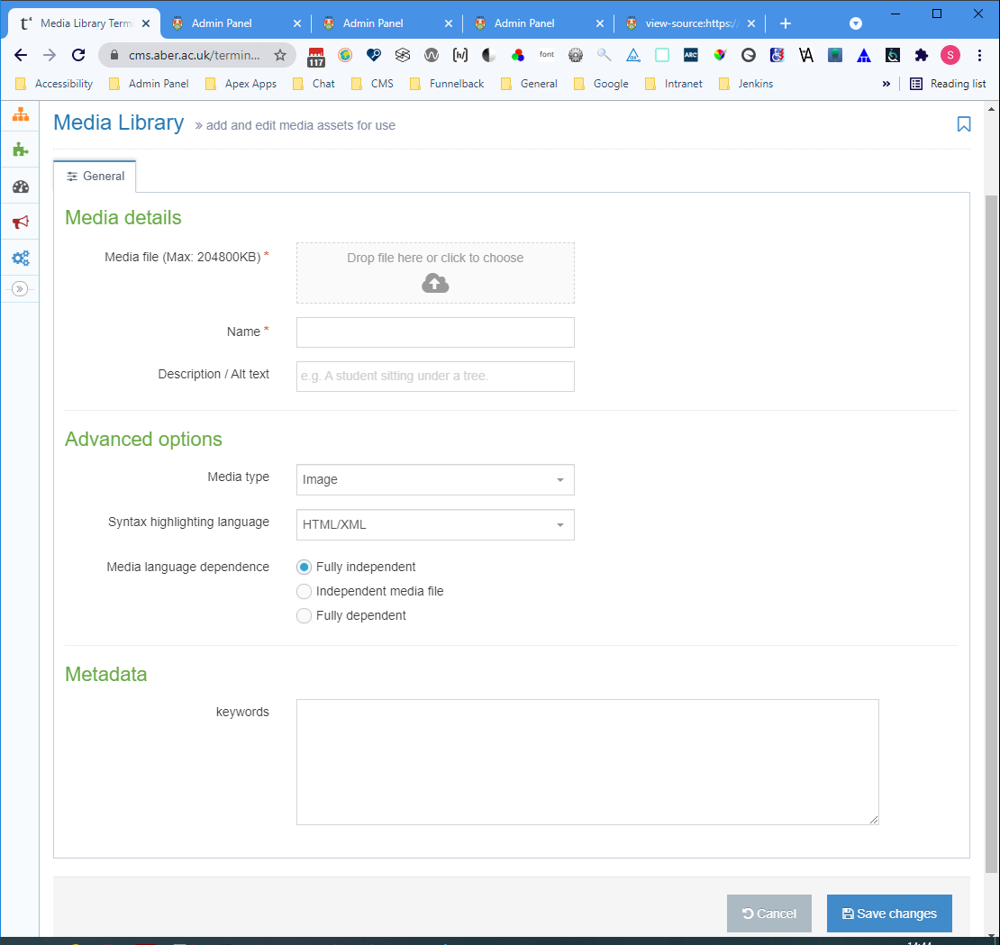 t4 Media Library Term
Admin Panel
Admin Panel
Admin Panel
view-source:https:/
cms.aber.ac.uk/termin...
117
font
ARC
S
Accessibility
Admin Panel
Apex Apps
Chat
CMS
Funnelback
General
Google
Intranet
Jenkins
»
Reading list
Media Library » add and edit media assets for use
General
Media details
Media file (Max: 204800KB) *
Drop file here or click to choose
Name *
Description / Alt text
e.g. A student sitting under a tree.
Advanced options
Media type
Image
Syntax highlighting language
HTML/XML
Media language dependence
Fully independent
Independent media file
Fully dependent
Metadata
keywords
Cancel
Save changes